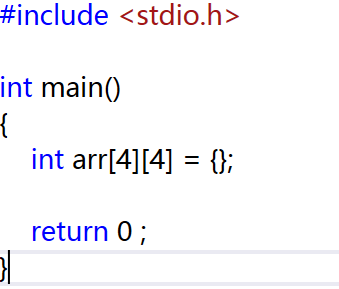 #include <stdio.h>
int main()
{
int arr[4][4] = {};
return 0 ;
}